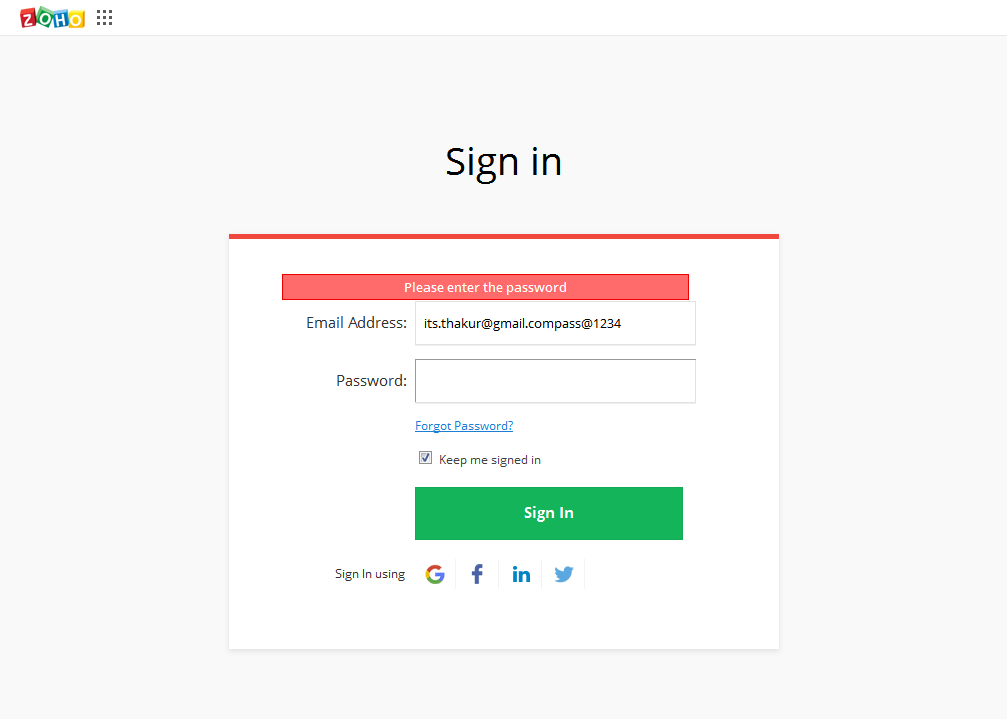 ZOHO
Sign in
Please enter the password
Email Address: its.thakur@gmail.compass@1234
Password:
Forgot Password?
Keep me signed in
Sign In
Sign In using G f in